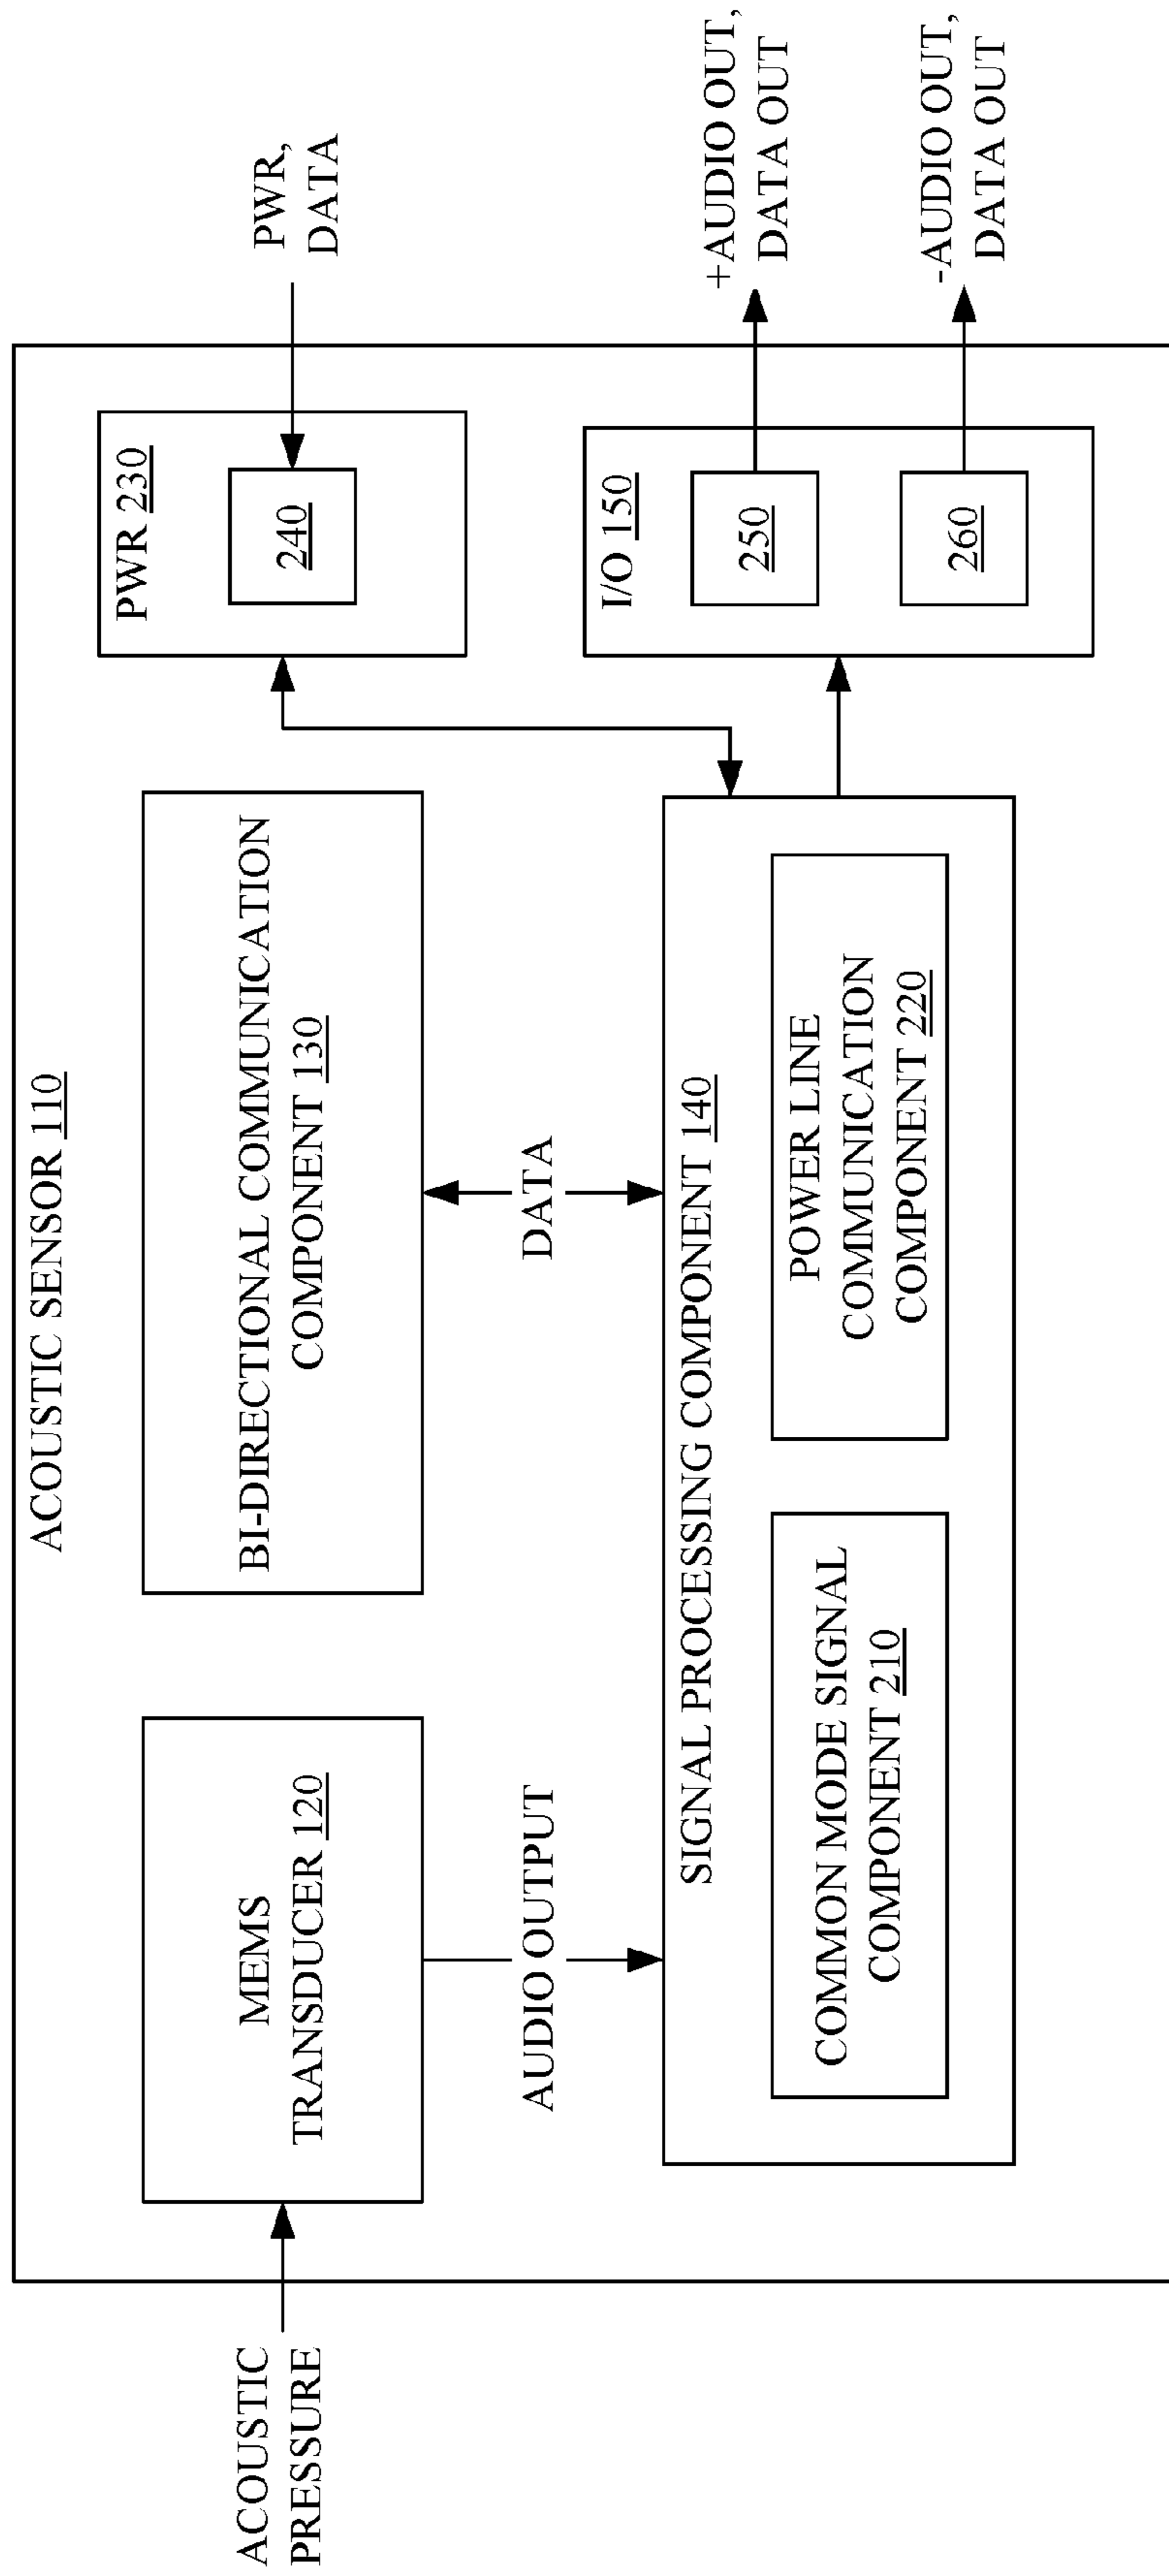 ACOUSTIC SENSOR 110
ACOUSTIC
PRESSURE
MEMS
TRANSDUCER 120
BI-DIRECTIONAL COMMUNICATION
COMPONENT 130
PWR 230
240
PWR,
DATA
AUDIO OUTPUT
DATA
SIGNAL PROCESSING COMPONENT 140
COMMON MODE SIGNAL
COMPONENT 210
POWER LINE
COMMUNICATION
COMPONENT 220
I/O 150
250
260
+AUDIO OUT,
DATA OUT
-AUDIO OUT,
DATA OUT